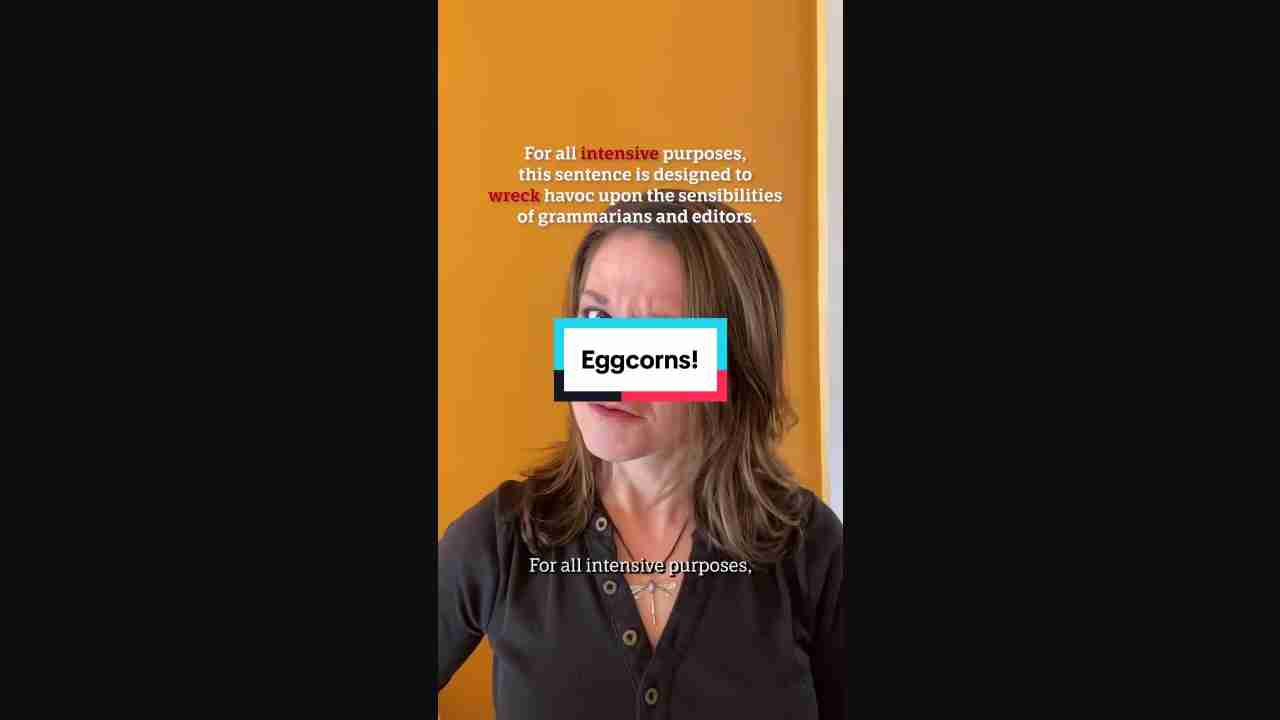 For all intensive purposes,
this sentence is designed to
wreck havoc upon the sensibilities
of grammarians and editors.
Eggcorns!
For all intensive purposes,